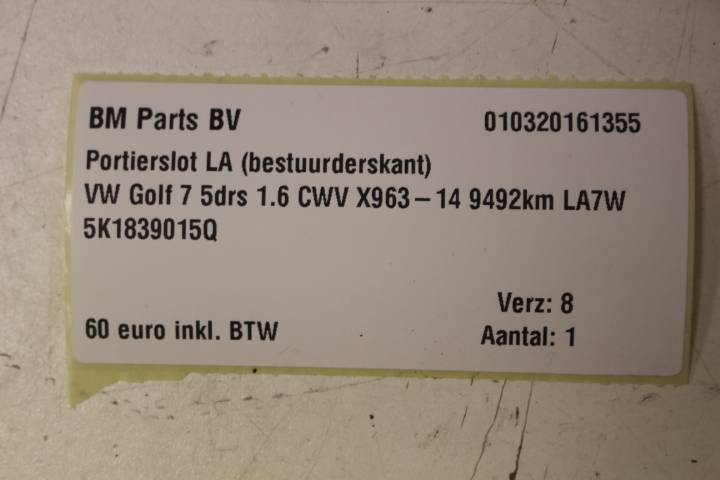 BM Parts BV 010320161355
Portierslot LA (bestuurderskant)
VW Golf 7 5drs 1.6 CWV X963 – 14 9492km LA7W
5K1839015Q
Verz: 8
60 euro inkl. BTW Aantal: 1